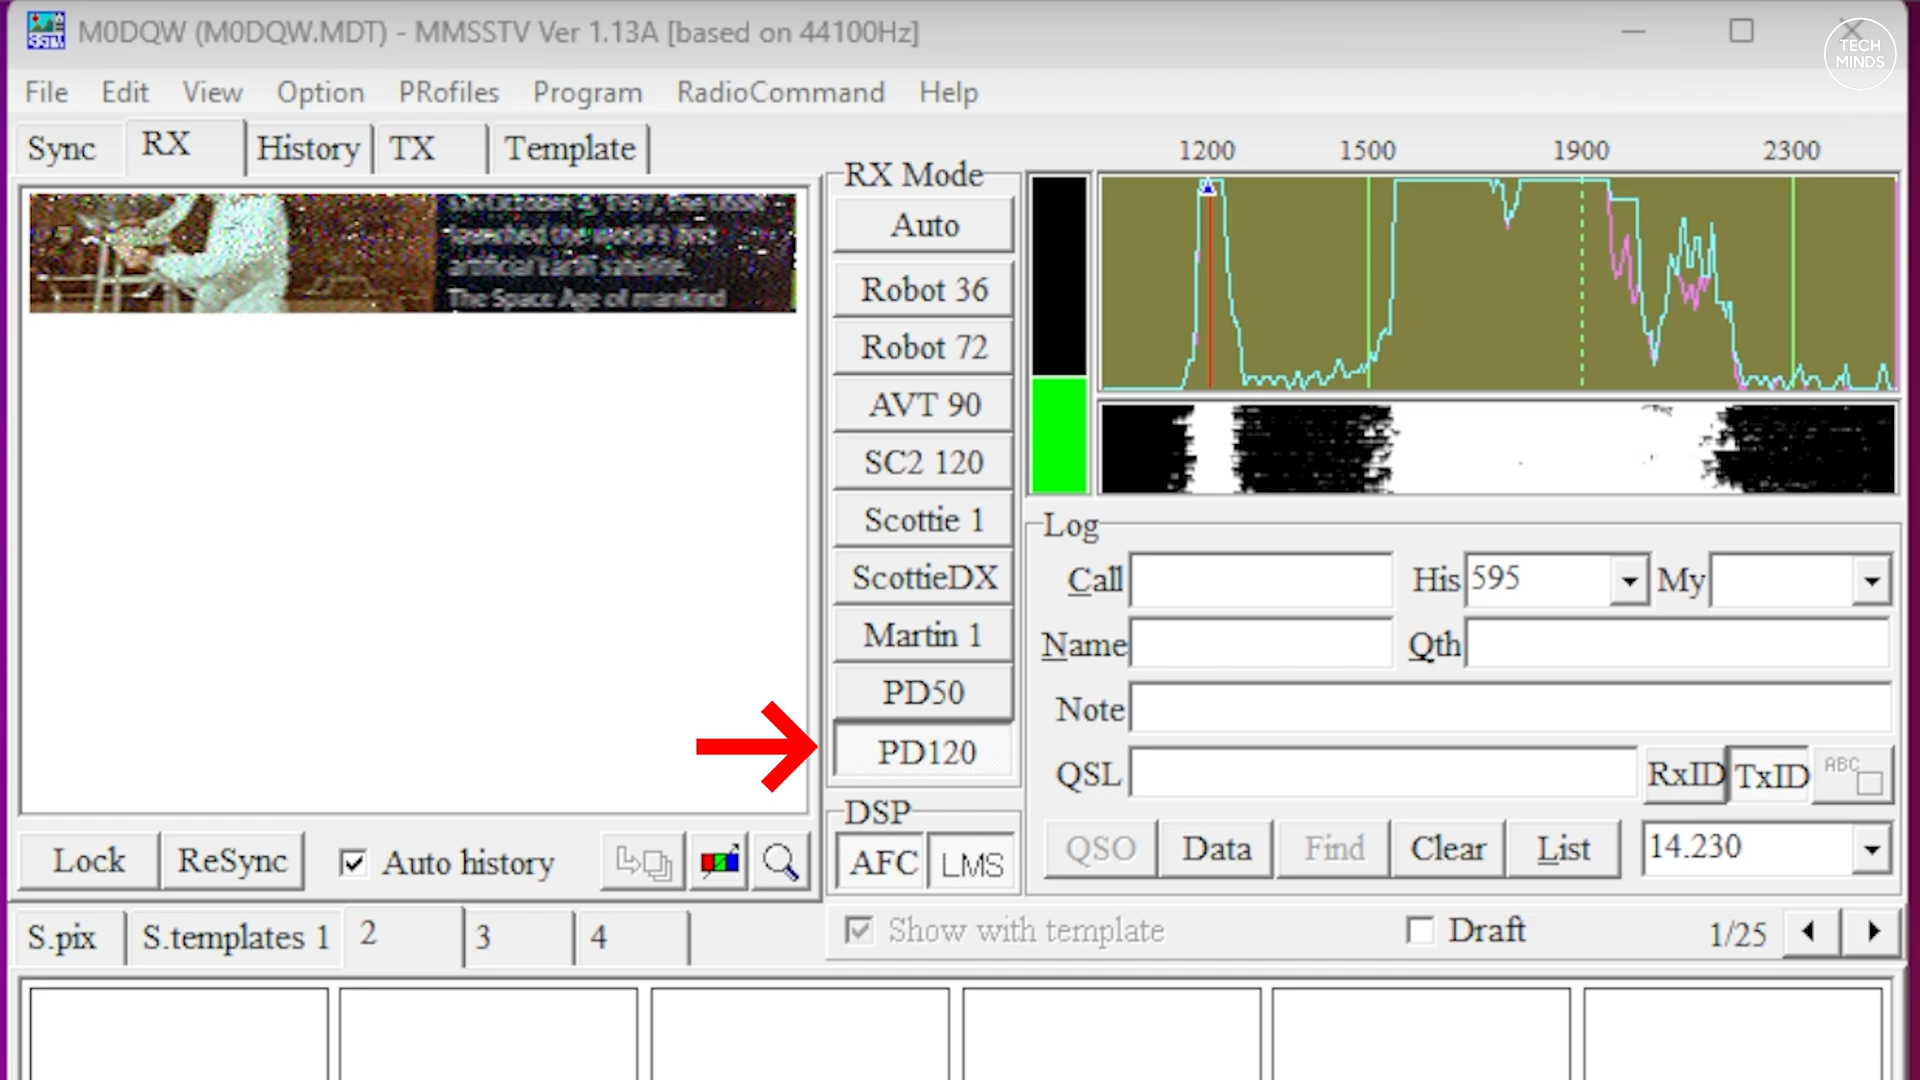 M0DQW (M0DQW.MDT) - MMSSTV Ver 1.13A [based on 44100Hz]
TECH
MINDS
File Edit View Option PRofiles Program RadioCommand Help
Sync RX History TX Template
1200 1500 1900 2300
RX Mode
Auto
Robot 36
Robot 72
AVT 90
SC2 120
Scottie 1
ScottieDX
Martin 1
PD50
PD120
artificial Earth satellite.
The Space Age of mankind
Log
Call His 595 My
Name Qth
Note
QSL RxID TxID ABC
DSP
AFC LMS
QSO Data Find Clear List 14.230
Lock ReSync Auto history
Show with template Draft 1/25
S.pix S.templates 1 2 3 4